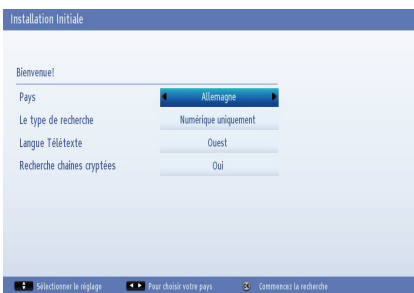 Installation Initiale
Bienvenue!
Pays Allemagne
Le type de recherche Numérique uniquement
Langue Télétexte Ouest
Recherche chaînes cryptées Oui
Sélectionner le réglage Pour choisir votre pays OK Commencez la recherche